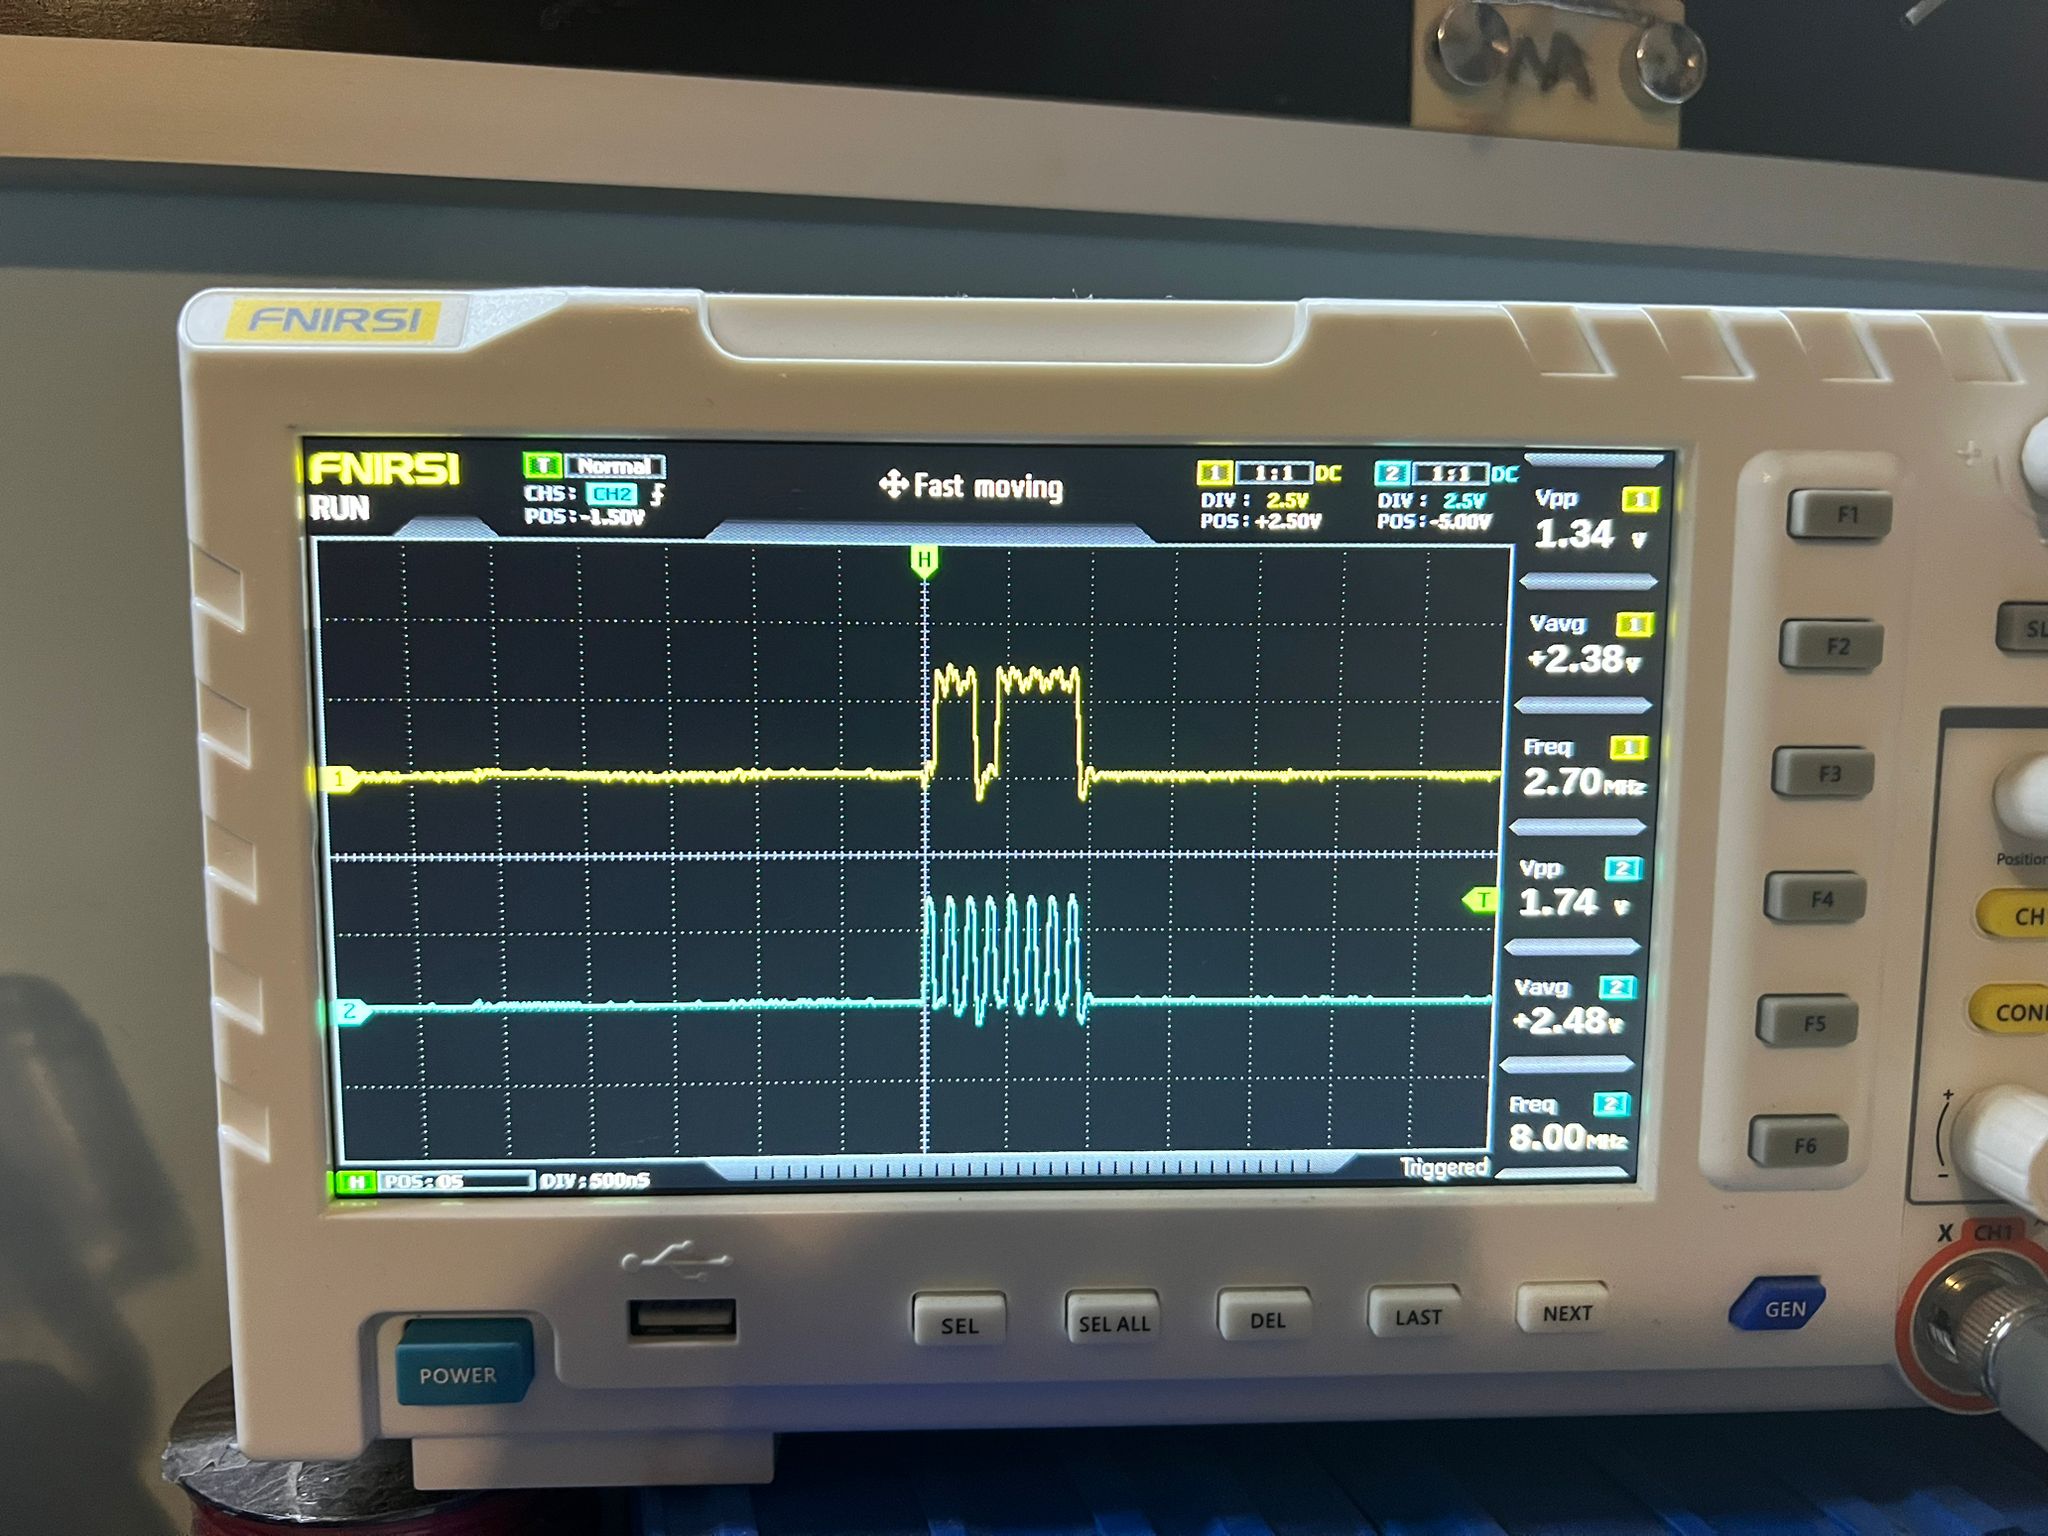 M
FNIRSI
FNIRSI
RUN
T Normal
CHS: CH2
POS:-1.50V
Fast moving
1 1:1 DC
DIV: 2.5V
POS:+2.50V
2 1:1 DC
DIV: 2.5V
POS:-5.00V
Vpp 1
1.34 V
Vavg 1
+2.38V
Freq 1
2.70MHz
Vpp 2
1.74 V
Vavg 2
+2.48V
Freq 2
8.00MHz
H
1
T
2
H POS:0S DIV:500nS
Triggered
F1
F2
F3
F4
F5
F6
+
Position
CH
+
-
X CH1
POWER
SEL
SEL ALL
DEL
LAST
NEXT
GEN